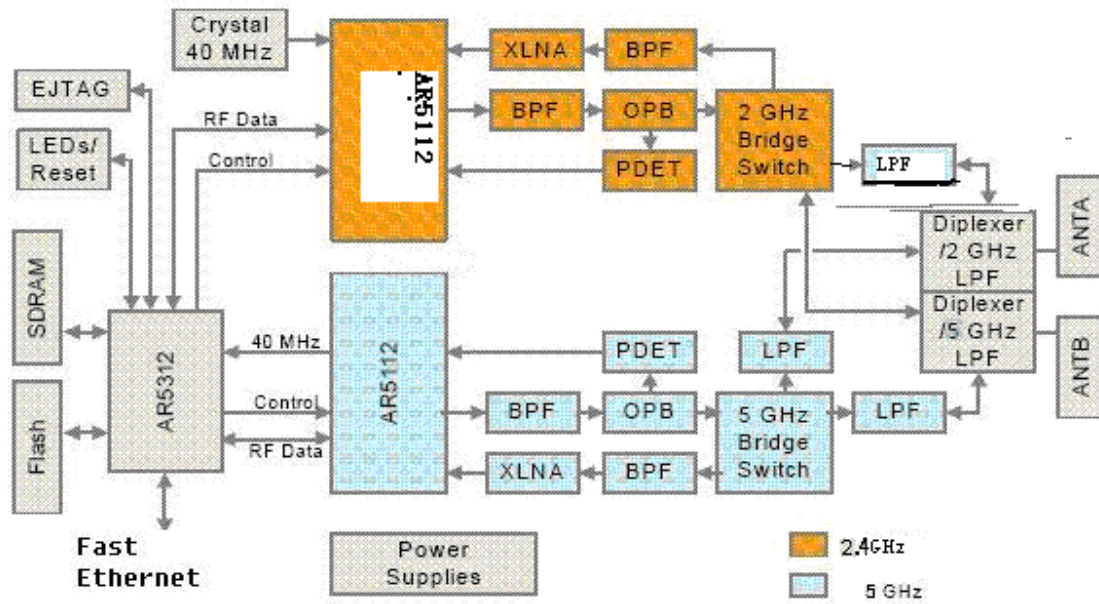 Crystal
40 MHz
XLNA
BPF
EJTAG
BPF
OPB
2 GHz
Bridge
Switch
AR5112
RF Data
LEDs/
Reset
Control
PDET
LPF
ANTA
Diplexer
/2 GHz
LPF
SDRAM
Diplexer
/5 GHz
LPF
ANTB
40 MHz
PDET
LPF
AR5312
AR5112
Control
BPF
OPB
5 GHz
Bridge
Switch
LPF
Flash
RF Data
XLNA
BPF
Fast
Ethernet
Power
Supplies
2.4GHz
5 GHz